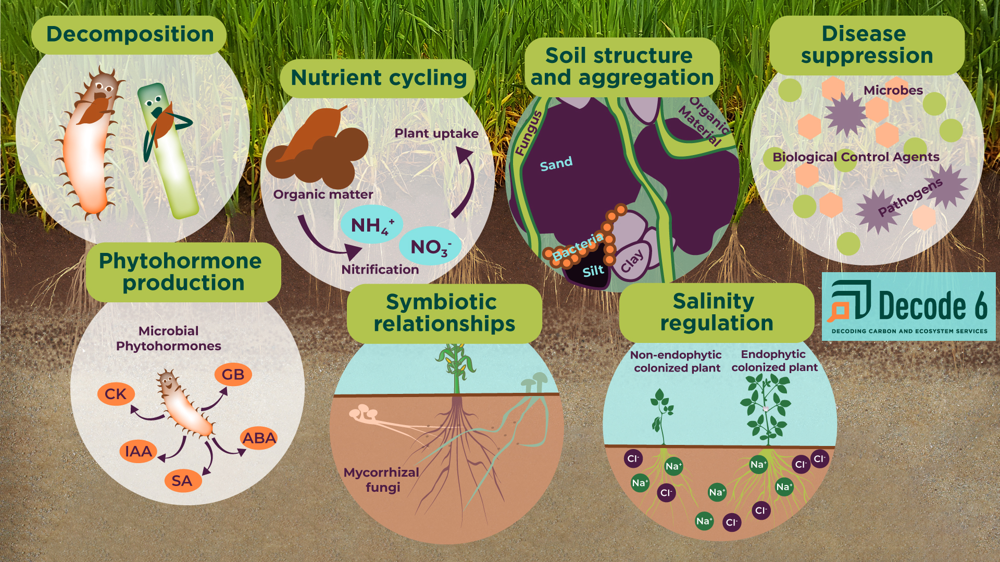 Decomposition
Nutrient cycling
Plant uptake
Organic matter
NH₄⁺
NO₃⁻
Nitrification
Soil structure
and aggregation
Fungus
Organic
Material
Sand
Bacteria
Silt
Clay
Disease
suppression
Microbes
Biological Control Agents
Pathogens
Phytohormone
production
Microbial
Phytohormones
GB
CK
ABA
IAA
SA
Symbiotic
relationships
Mycorrhizal
fungi
Salinity
regulation
Non-endophytic
colonized plant
Endophytic
colonized plant
Cl⁻
Na⁺
Na⁺
Cl⁻
Na⁺
Cl⁻
Cl⁻
Na⁺
Na⁺
Cl⁻
Na⁺
Cl⁻
Decode 6
DECODING CARBON AND ECOSYSTEM SERVICES